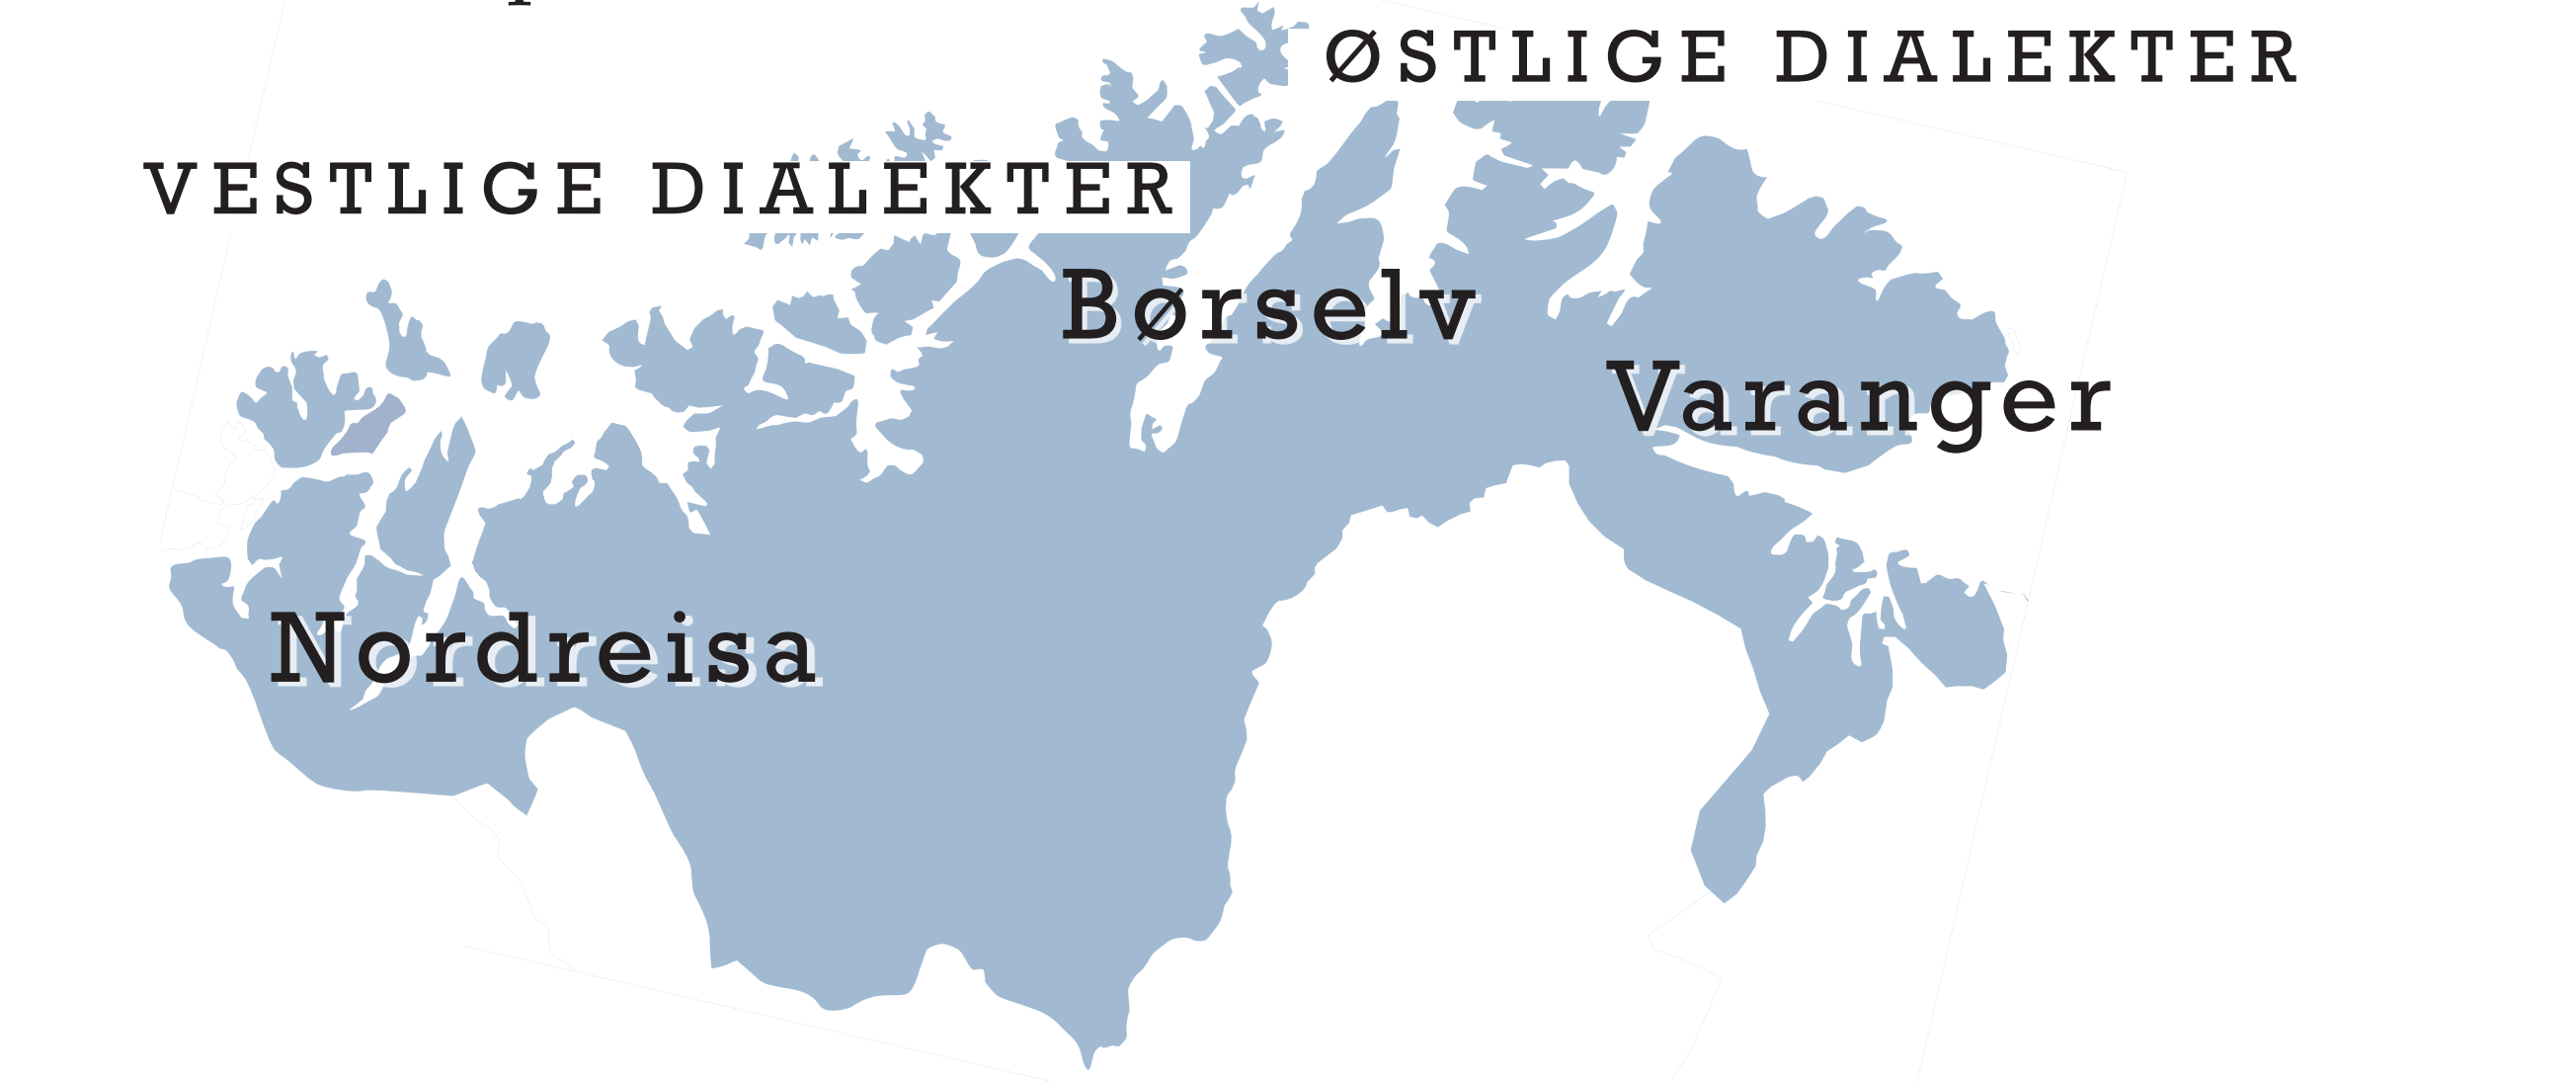 ØSTLIGE DIALEKTER
VESTLIGE DIALEKTER
Børselv
Varanger
Nordreisa